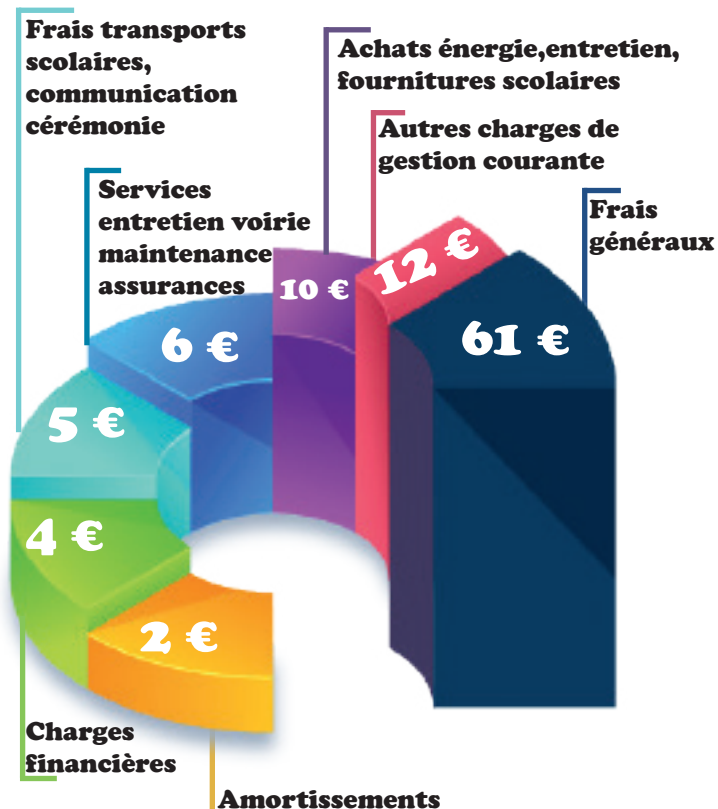 Frais transports
scolaires,
communication
cérémonie
Achats énergie,entretien,
fournitures scolaires
Autres charges de
gestion courante
Services
entretien voirie
maintenance
assurances
Frais
généraux
12 €
10 €
61 €
6 €
5 €
4 €
2 €
Charges
financières
Amortissements